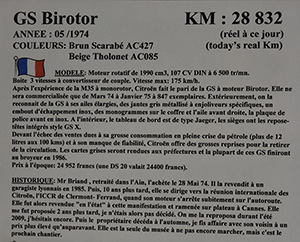 GS Birotor KM : 28 832
ANNEE : 05 /1974 (réel à ce jour)
COULEURS: Brun Scarabé AC427 (today's real Km)
Beige Tholonet AC085
MODELE: Moteur rotatif de 1990 cm3, 107 CV DIN à 6 500 tr/mn.
Boite 3 vitesses à convertisseur de couple. Vitesse max: 175 km/h.
Après l'expérience de la M35 à monorotor, Citroën fait le pari de la GS à moteur Birotor. Elle ne
sera commercialisée que de Mars 74 à Janvier 75 à 847 exemplaires. Extérieurement, on la
reconnait de la GS à ses ailes élargies, des jantes gris métallisé à enjoliveurs spécifiques, un
embout d'échappement inox, des monogrammes sur le coffre et l'aile avant droite, la plaque de
police avant en inox. A l'intérieur, le tableau de bord est de type Jaeger, les sièges ont les repose-
têtes intégrés style GS X.
Devant l'échec des ventes dues à sa grosse consommation en pleine crise du pétrole (plus de 12
litres aux 100 kms) et à son manque de fiabilité, Citroën offre de grosses reprises pour la retirer
de la circulation. Les cartes grises seront rendues aux préfectures et la plupart de ces GS finiront
au broyeur en 1986.
Prix à l'époque: 24 952 francs (une DS 20 valait 24400 francs).
HISTORIQUE: Mr Briand , retraité dans l'Ain, l'achète le 28 Mai 74. Il la revendit à un
garagiste lyonnais en 1985. Puis, 10 ans plus tard, elle se dirige vers la réunion internationale des
Citroën, l'ICCR de Clermont- Ferrand, quand son moteur s'arrête subitement sur l'autoroute.
Elle fut alors revendue "en l'état" à cette manifestation et ramenée sur plateau à Cannes. Elle
me fut proposée 2 ans plus tard, je n'étais alors pas décidé. On me la reproposa durant l'été
2009, j'hésitais encore. Puis le propriétaire décéda à l'automne, je fis affaire avec son voisin à un
prix plus élevé qu'auparavant. Elle est la seule du musée à ne pas encore marcher mais c'est le
prochain chantier.